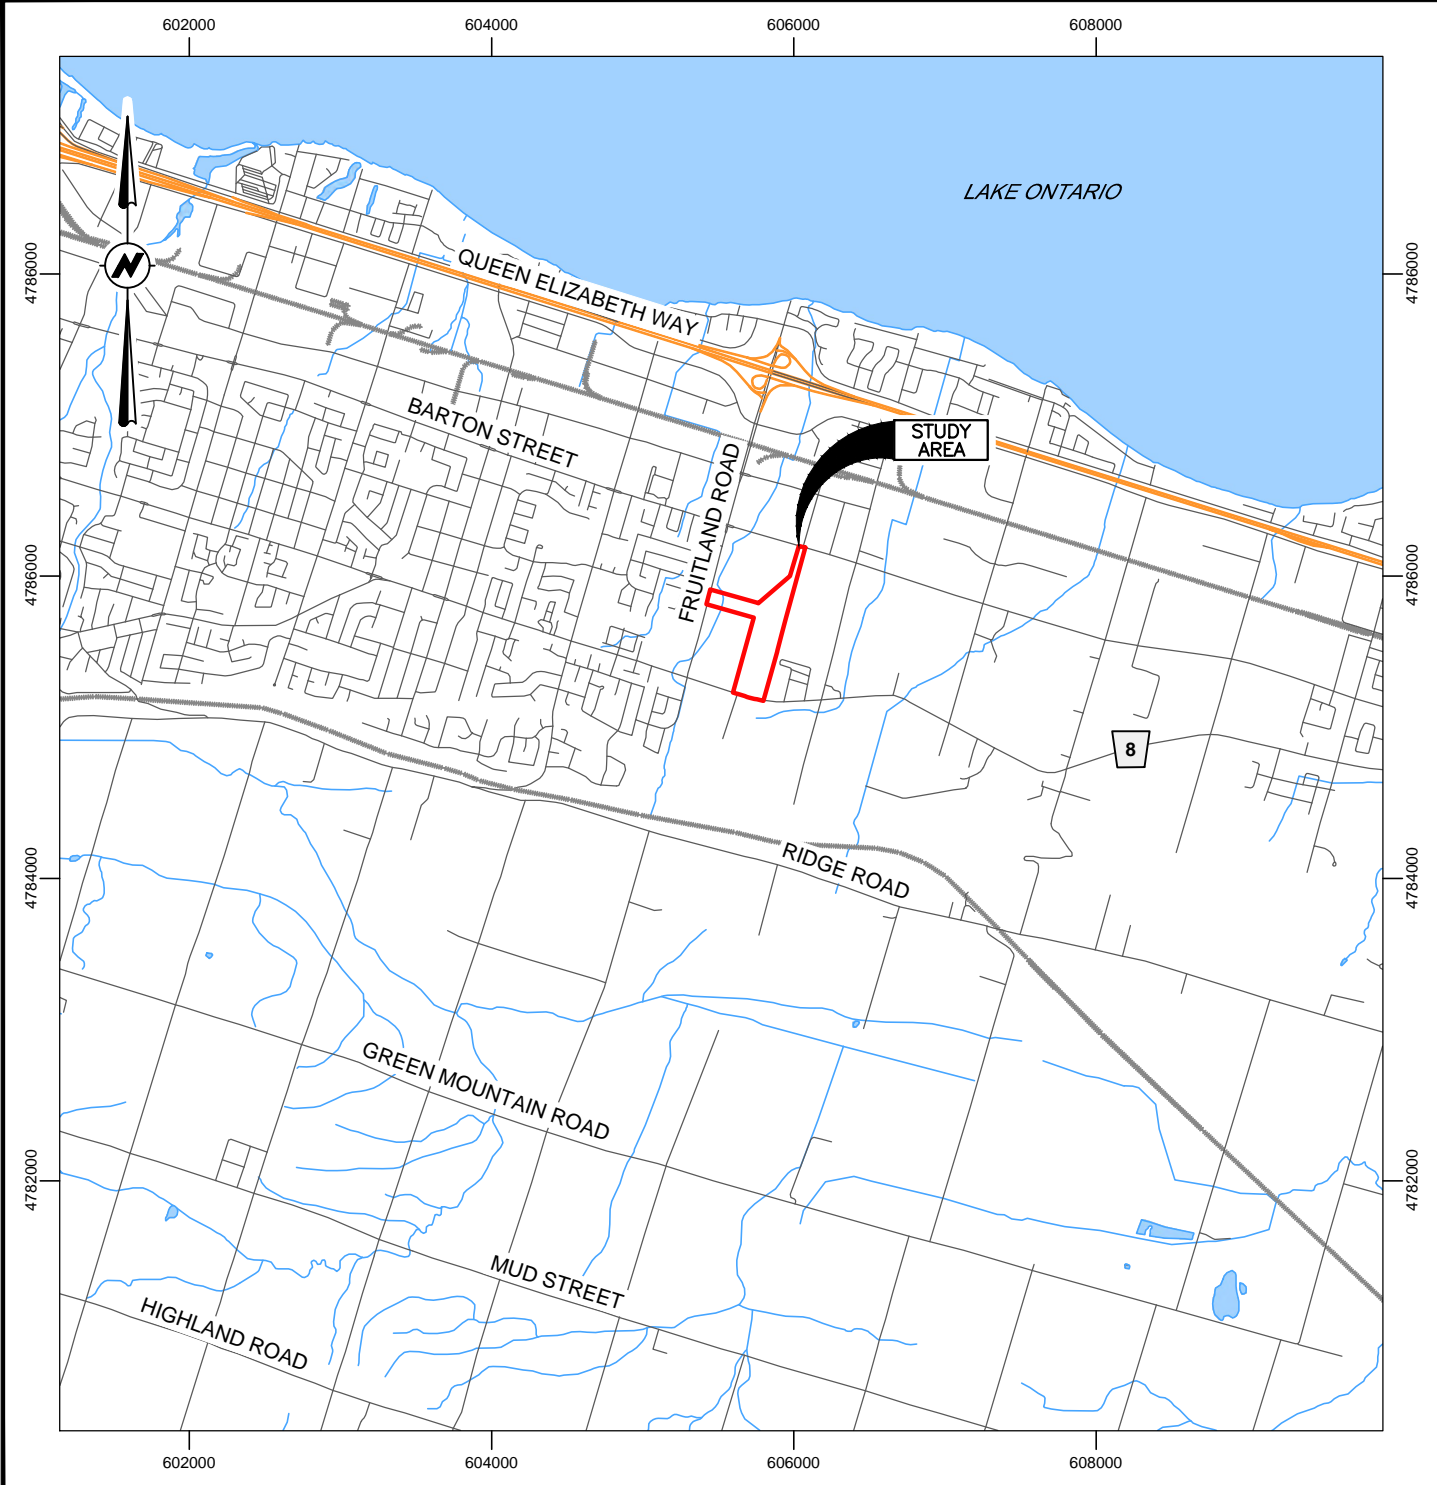 602000 604000 606000 608000
LAKE ONTARIO
4786000 4786000
QUEEN ELIZABETH WAY
N
BARTON STREET
STUDY
AREA
FRUITLAND ROAD
4786000 4786000
8
RIDGE ROAD
4784000 4784000
GREEN MOUNTAIN ROAD
4782000 4782000
MUD STREET
HIGHLAND ROAD
602000 604000 606000 608000